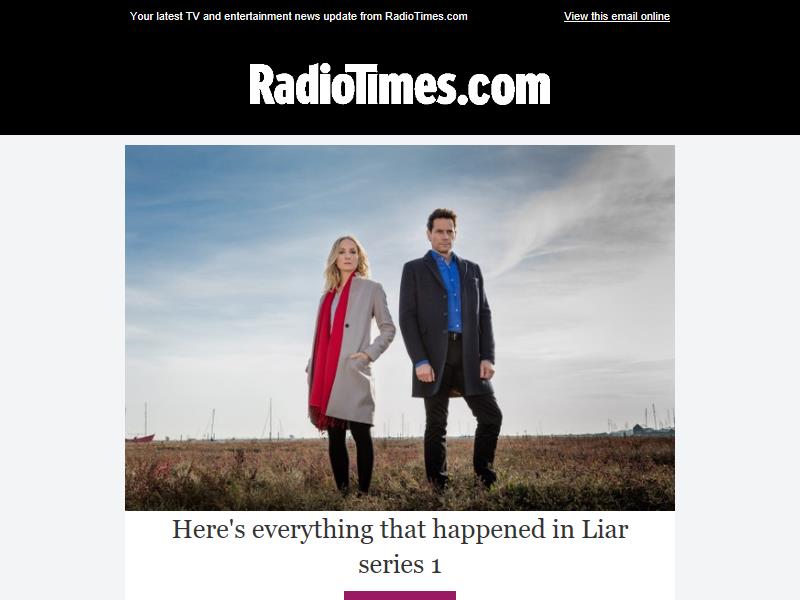 Your latest TV and entertainment news update from RadioTimes.com
View this email online
RadioTimes.com
Here's everything that happened in Liar
series 1